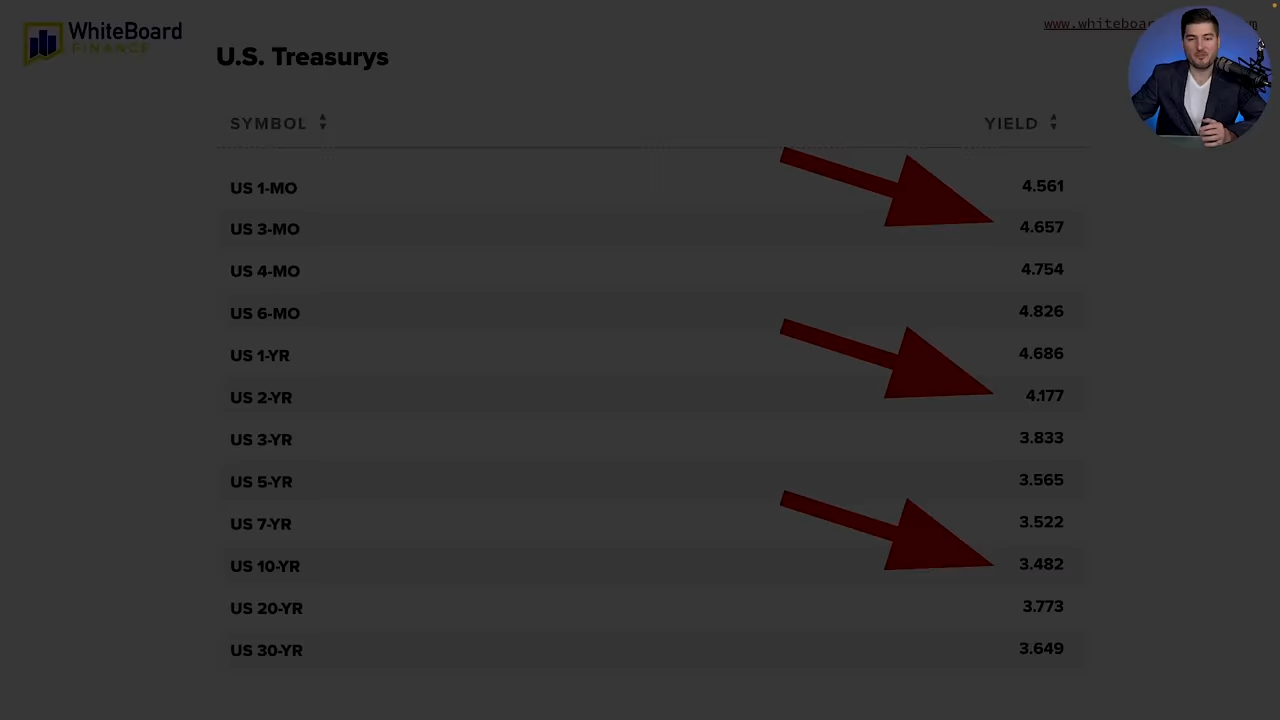 WhiteBoard
FINANCE
U.S. Treasurys
SYMBOL YIELD
US 1-MO 4.561
US 3-MO 4.657
US 4-MO 4.754
US 6-MO 4.826
US 1-YR 4.686
US 2-YR 4.177
US 3-YR 3.833
US 5-YR 3.565
US 7-YR 3.522
US 10-YR 3.482
US 20-YR 3.773
US 30-YR 3.649